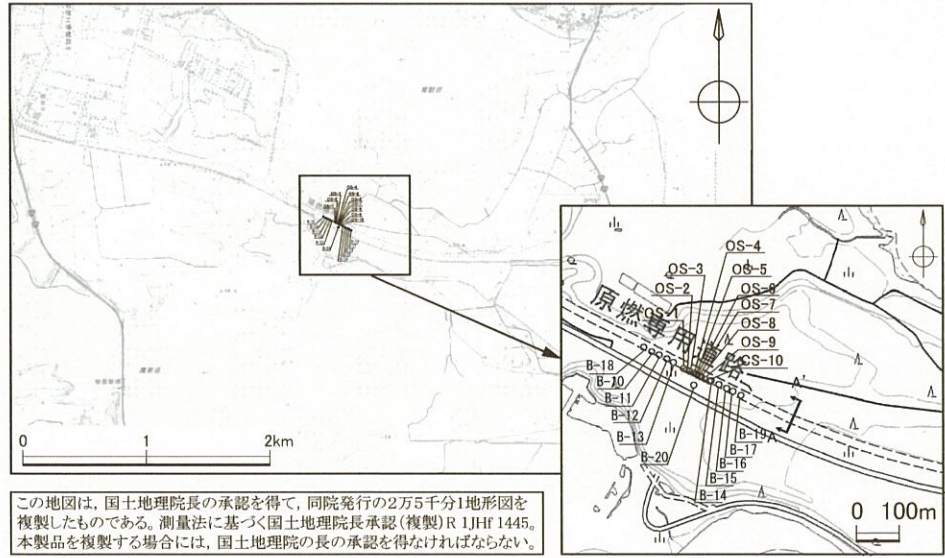 0 1 2km
OS-4
OS-3 OS-5
OS-2 OS-6
OS-7
OS-1 OS-8
OS-9
OS-10
原燃専用道路
B-18
B-10
B-11
B-12
B-13
B-20
B-19
B-17
B-16
B-15
B-14
A'
A
0 100m
この地図は，国土地理院長の承認を得て，同院発行の2万5千分1地形図を
複製したものである。測量法に基づく国土地理院長承認（複製）R 1JHf 1445。
本製品を複製する場合には，国土地理院の長の承認を得なければならない。